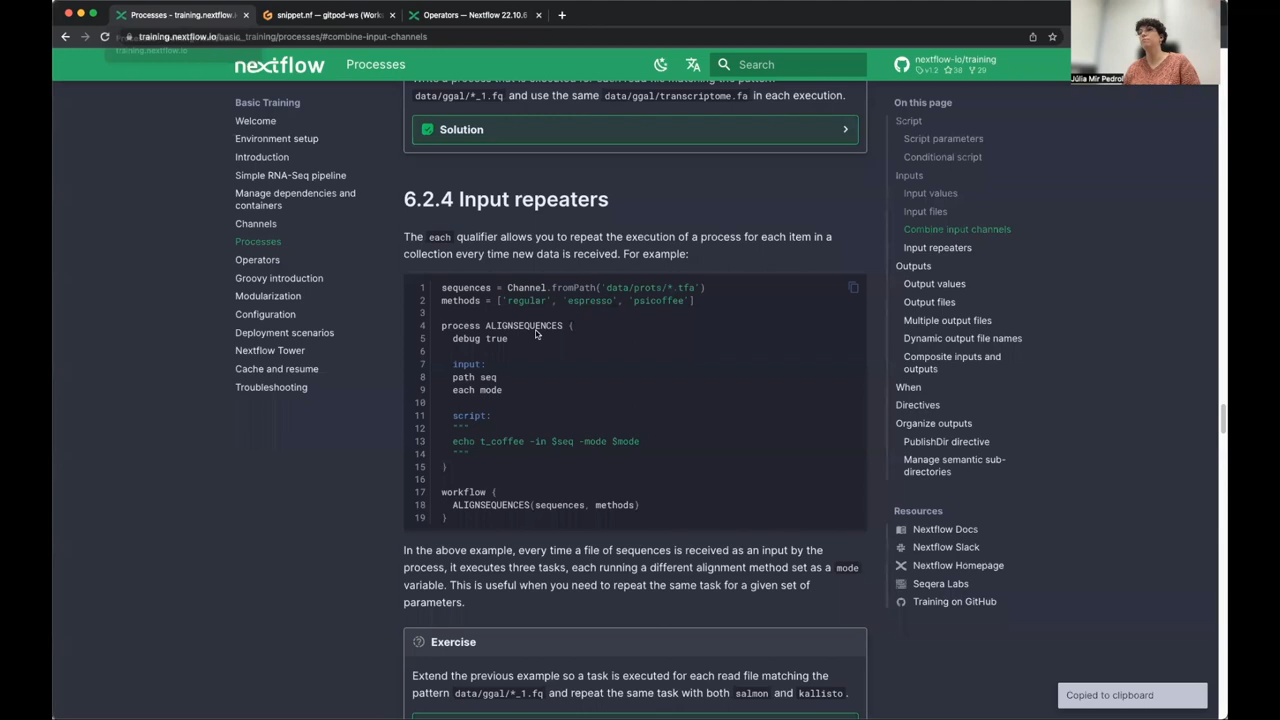 Processes - training.nextflow.
snippet.nf — gitpod-ws (Work
Operators — Nextflow 22.10.6
training.nextflow.io/basic_training/processes/#combine-input-channels
training.nextflow.io
nextflow
Processes
Search
nextflow-io/training
v1.2 38 29
Júlia Mir Pedrol
Basic Training
Welcome
Environment setup
Introduction
Simple RNA-Seq pipeline
Manage dependencies and
containers
Channels
Processes
Operators
Groovy introduction
Modularization
Configuration
Deployment scenarios
Nextflow Tower
Cache and resume
Troubleshooting
data/ggal/*_1.fq and use the same data/ggal/transcriptome.fa in each execution.
Solution
6.2.4 Input repeaters
The each qualifier allows you to repeat the execution of a process for each item in a
collection every time new data is received. For example:
1 sequences = Channel.fromPath('data/prots/*.tfa')
2 methods = ['regular', 'espresso', 'psicoffee']
3
4 process ALIGNSEQUENCES {
5 debug true
6
7 input:
8 path seq
9 each mode
10
11 script:
12 """
13 echo t_coffee -in $seq -mode $mode
14 """
15 }
16
17 workflow {
18 ALIGNSEQUENCES(sequences, methods)
19 }
In the above example, every time a file of sequences is received as an input by the
process, it executes three tasks, each running a different alignment method set as a mode
variable. This is useful when you need to repeat the same task for a given set of
parameters.
Exercise
Extend the previous example so a task is executed for each read file matching the
pattern data/ggal/*_1.fq and repeat the same task with both salmon and kallisto.
On this page
Script
Script parameters
Conditional script
Inputs
Input values
Input files
Combine input channels
Input repeaters
Outputs
Output values
Output files
Multiple output files
Dynamic output file names
Composite inputs and
outputs
When
Directives
Organize outputs
PublishDir directive
Manage semantic sub-
directories
Resources
Nextflow Docs
Nextflow Slack
Nextflow Homepage
Seqera Labs
Training on GitHub
Copied to clipboard